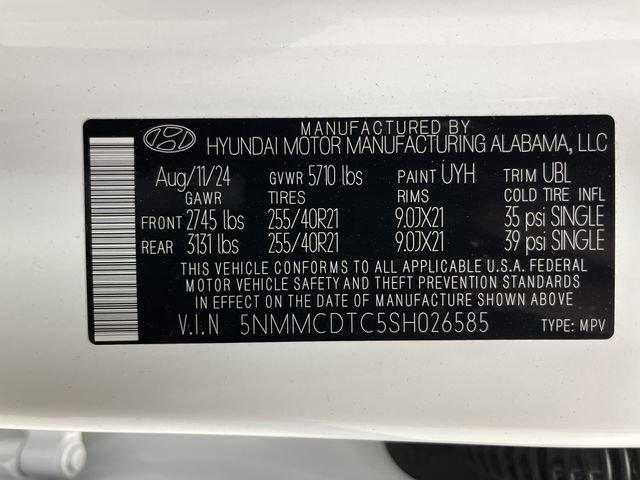 MANUFACTURED BY
HYUNDAI MOTOR MANUFACTURING ALABAMA, LLC
Aug/11/24 GVWR 5710 lbs PAINT UYH TRIM UBL
GAWR TIRES RIMS COLD TIRE INFL
FRONT 2745 lbs 255/40R21 9.0JX21 35 psi SINGLE
REAR 3131 lbs 255/40R21 9.0JX21 39 psi SINGLE
THIS VEHICLE CONFORMS TO ALL APPLICABLE U.S.A. FEDERAL
MOTOR VEHICLE SAFETY AND THEFT PREVENTION STANDARDS
IN EFFECT ON THE DATE OF MANUFACTURE SHOWN ABOVE
V.I.N 5NMMCDTC5SH026585 TYPE: MPV